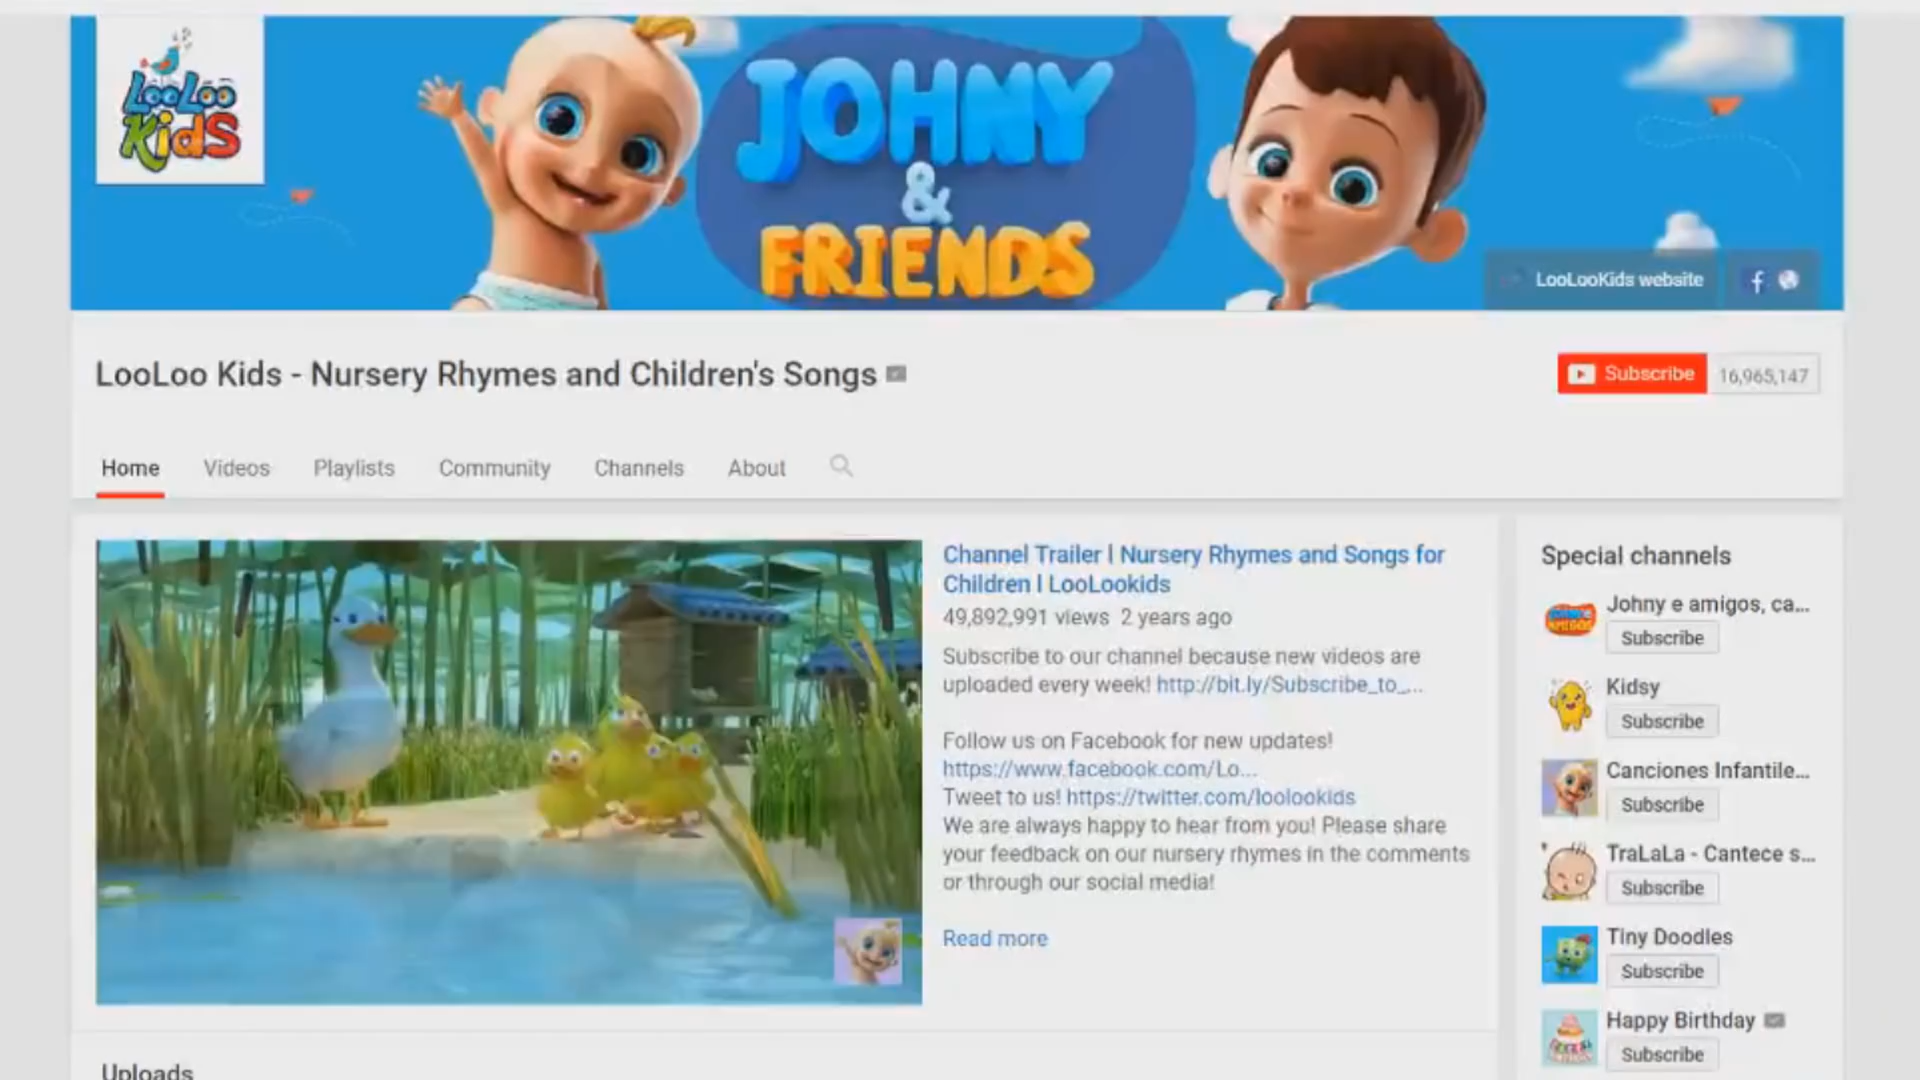 LooLoo
KidS
JOHNY
&
FRIENDS
LooLooKids website
f
LooLoo Kids - Nursery Rhymes and Children's Songs
Subscribe 16,965,147
Home Videos Playlists Community Channels About
Channel Trailer l Nursery Rhymes and Songs for
Children l LooLookids
49,892,991 views 2 years ago
Subscribe to our channel because new videos are
uploaded every week! http://bit.ly/Subscribe_to_...
Follow us on Facebook for new updates!
https://www.facebook.com/Lo...
Tweet to us! https://twitter.com/loolookids
We are always happy to hear from you! Please share
your feedback on our nursery rhymes in the comments
or through our social media!
Read more
Special channels
Johny e amigos, ca...
Subscribe
Kidsy
Subscribe
Canciones Infantile...
Subscribe
TraLaLa - Cantece s...
Subscribe
Tiny Doodles
Subscribe
Happy Birthday
Subscribe
Uploads